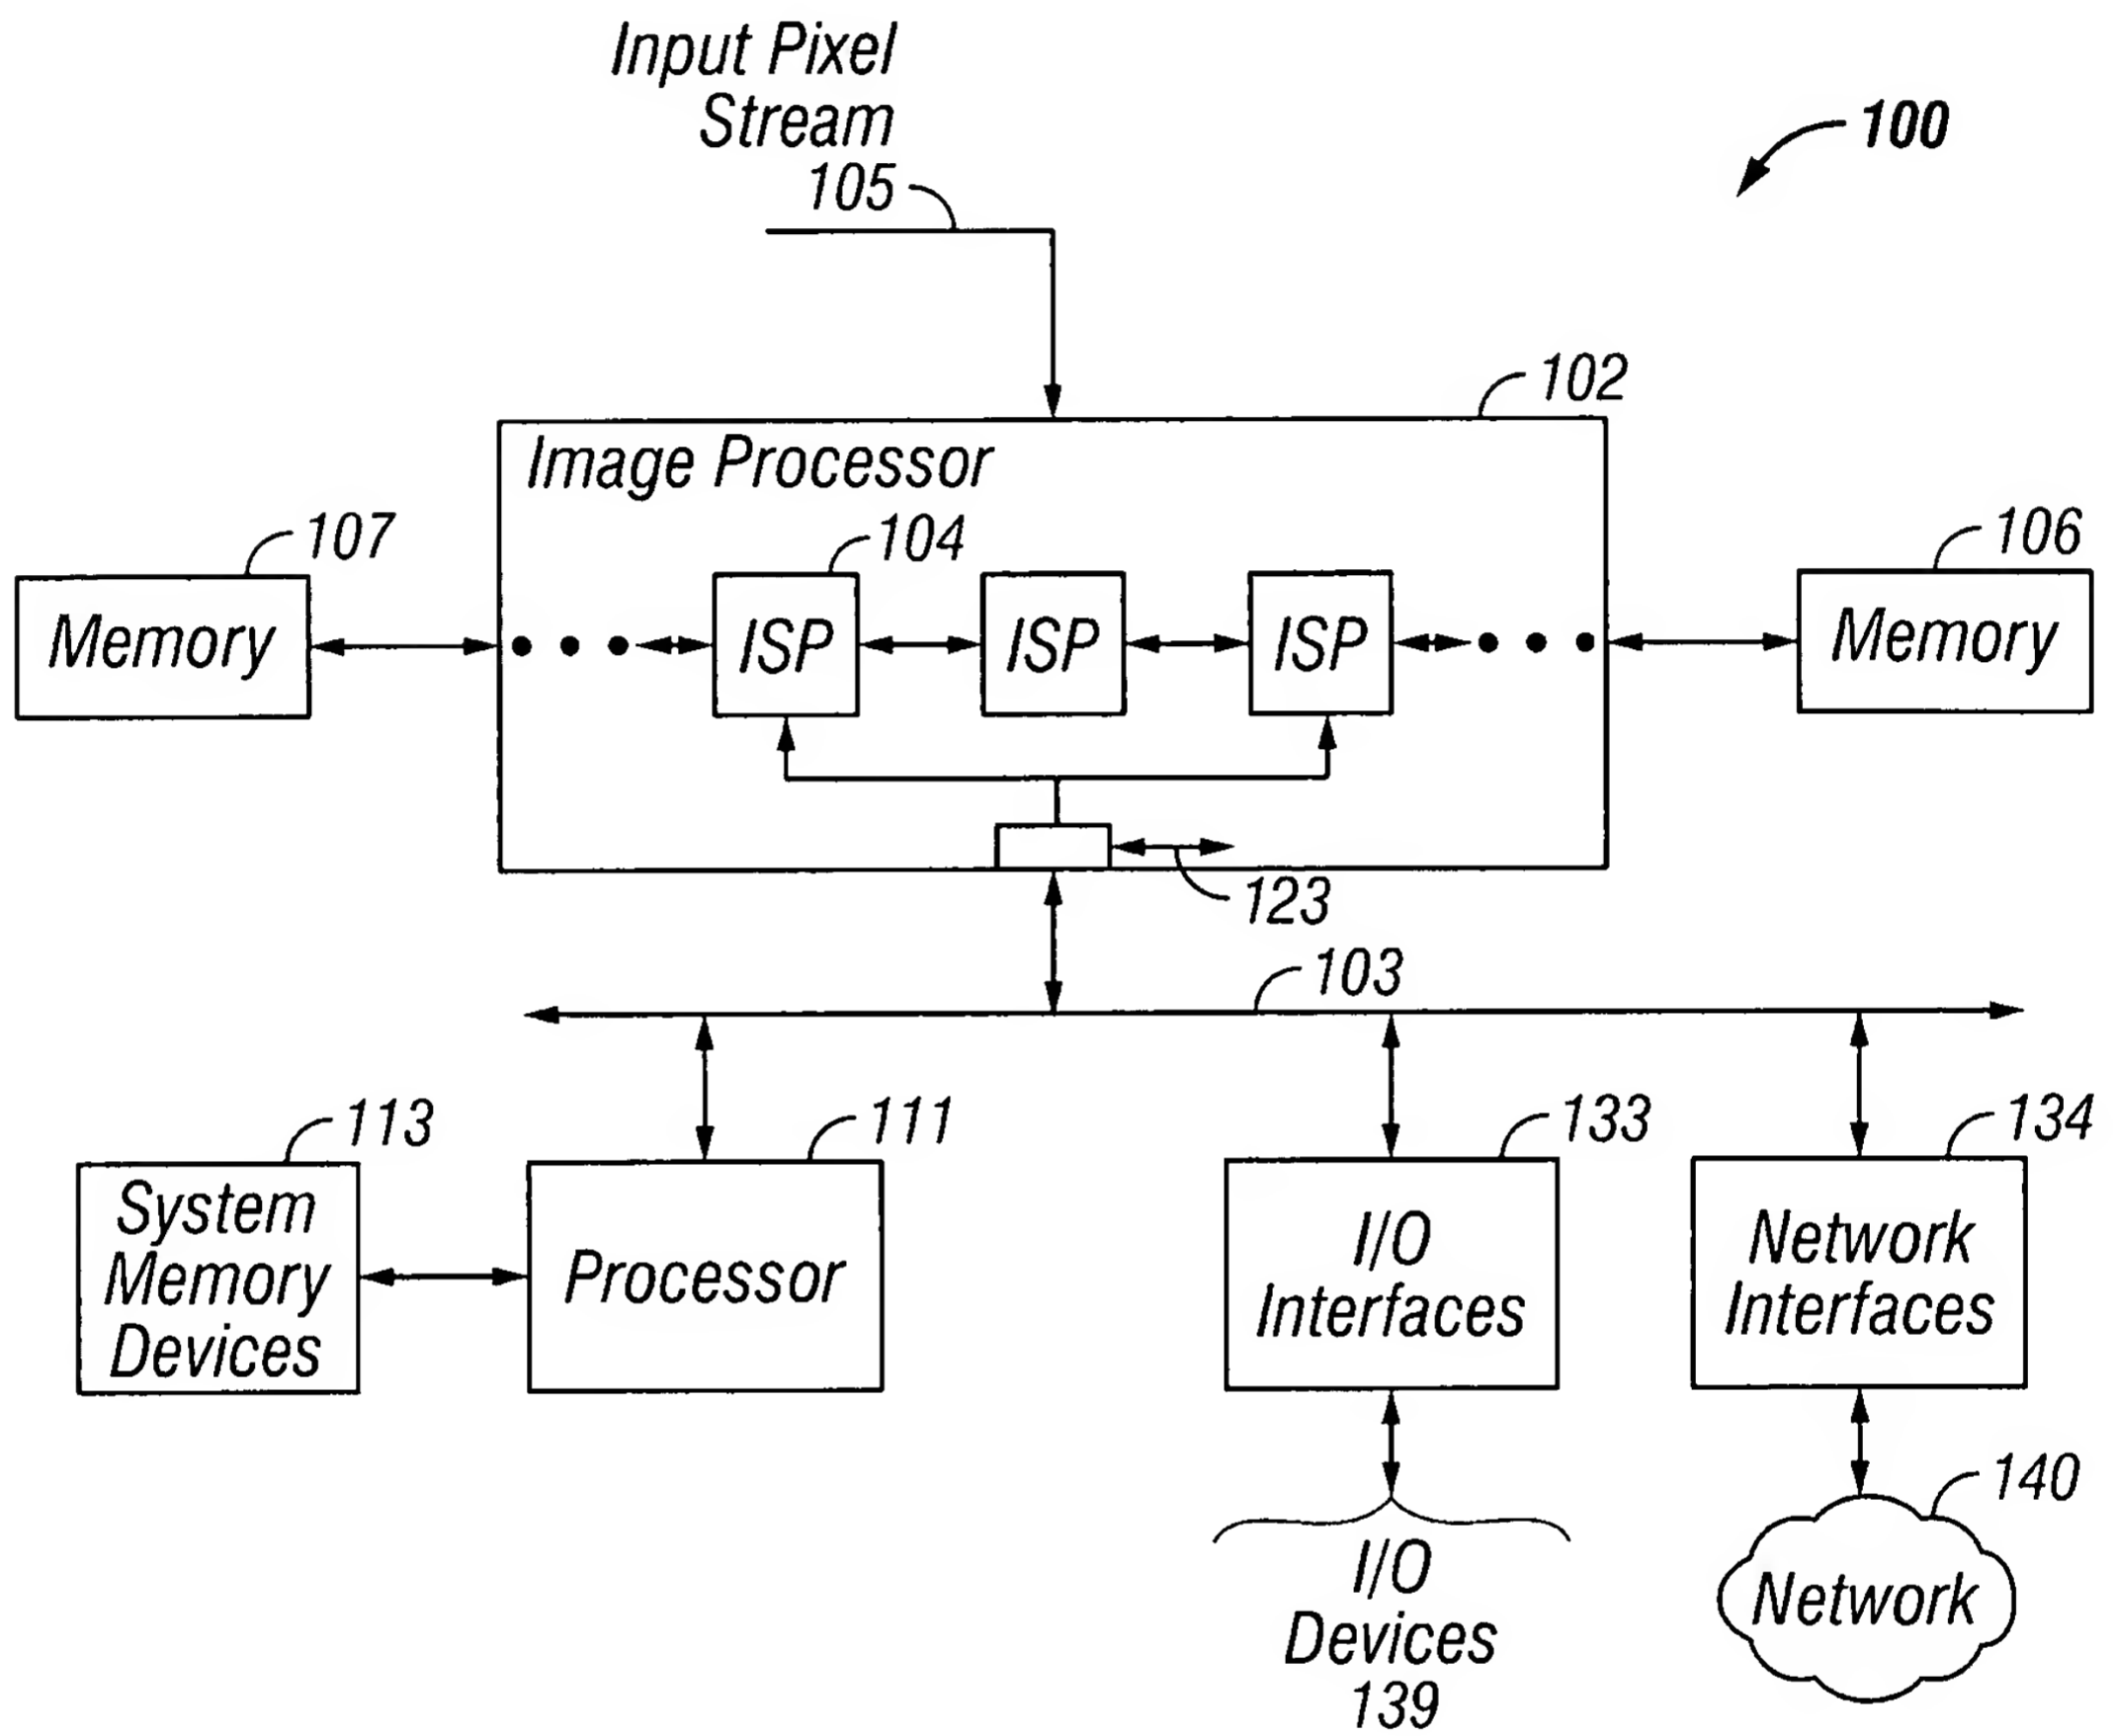 Input Pixel
Stream
105
100
102
Image Processor
107
104
106
Memory
ISP
ISP
ISP
Memory
123
103
113
111
133
134
System
Memory
Devices
Processor
I/O
Interfaces
Network
Interfaces
140
I/O
Devices
139
Network